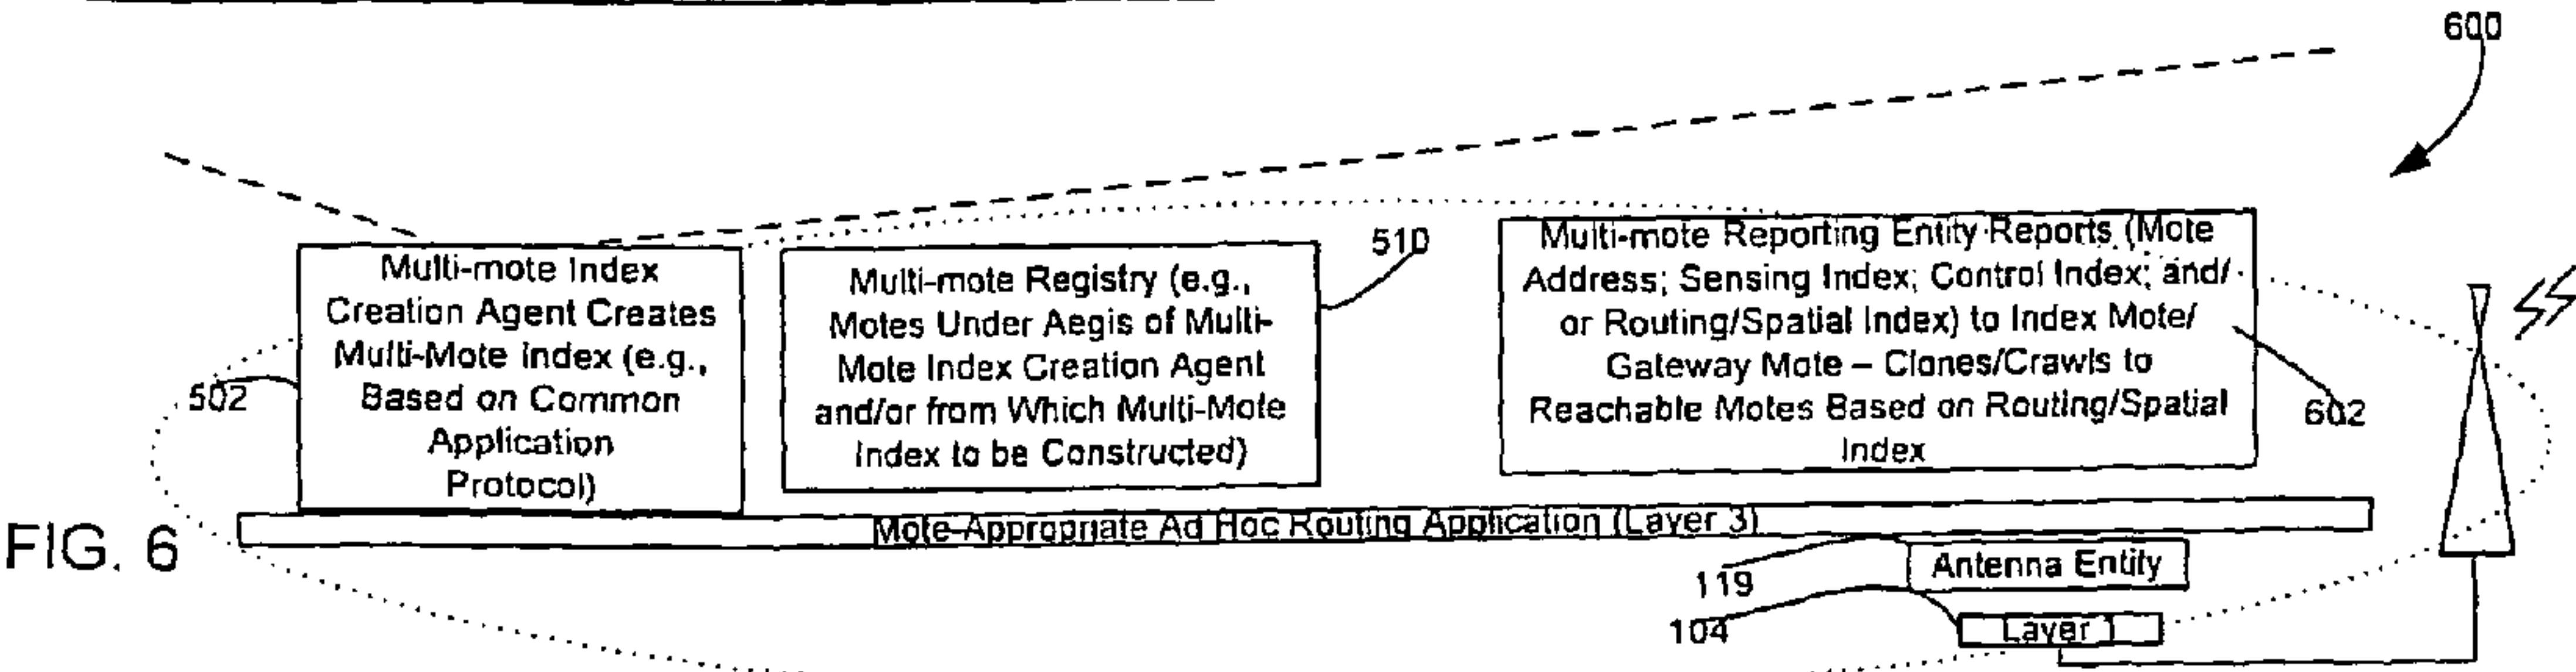 600
Multi-mote Index
Creation Agent Creates
Multi-Mote Index (e.g.,
Based on Common
Application
Protocol)
502
Multi-mote Registry (e.g.,
Motes Under Aegis of Multi-
Mote Index Creation Agent
and/or from Which Multi-Mote
Index to be Constructed)
510
Multi-mote Reporting Entity Reports (Mote
Address; Sensing Index; Control Index; and/
or Routing/Spatial Index) to Index Mote/
Gateway Mote – Clones/Crawls to
Reachable Motes Based on Routing/Spatial
Index
602
Mote-Appropriate Ad Hoc Routing Application (Layer 3)
FIG. 6
119
Antenna Entity
104
Layer 1